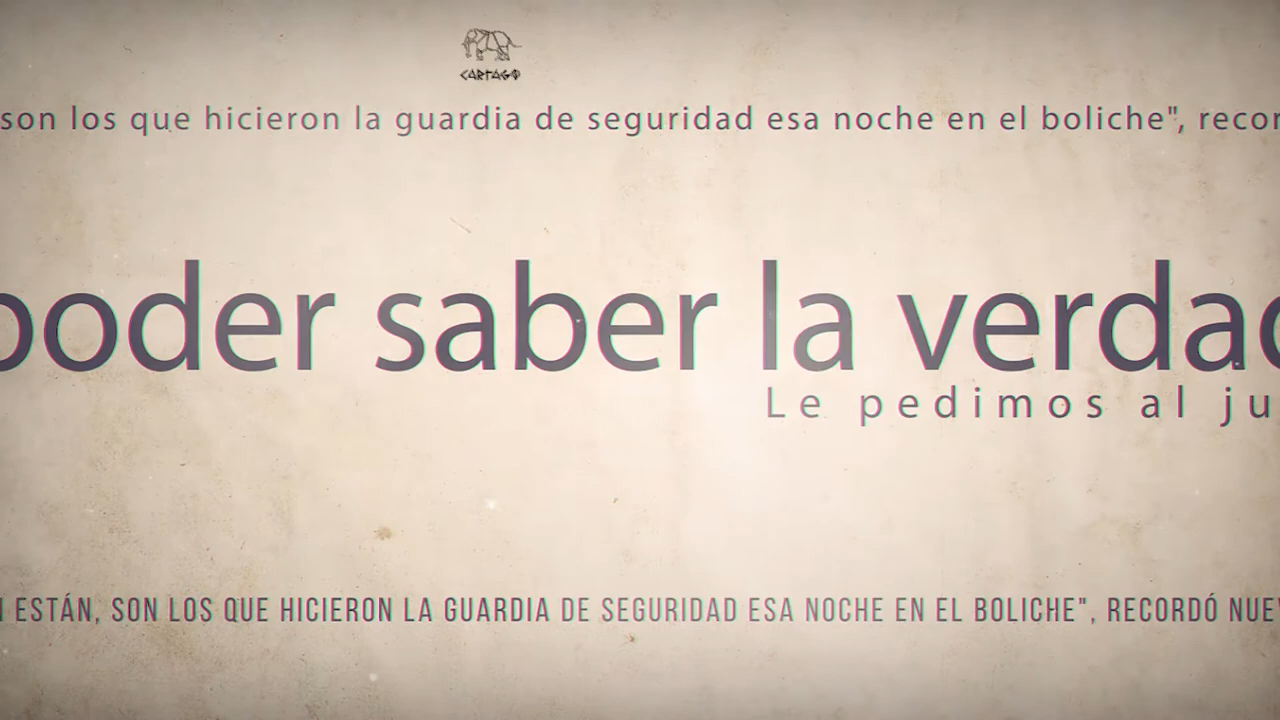 CARTAGO
son los que hicieron la guardia de seguridad esa noche en el boliche", recor
poder saber la verdad
Le pedimos al ju
ESTÁN, SON LOS QUE HICIERON LA GUARDIA DE SEGURIDAD ESA NOCHE EN EL BOLICHE", RECORDÓ NUE